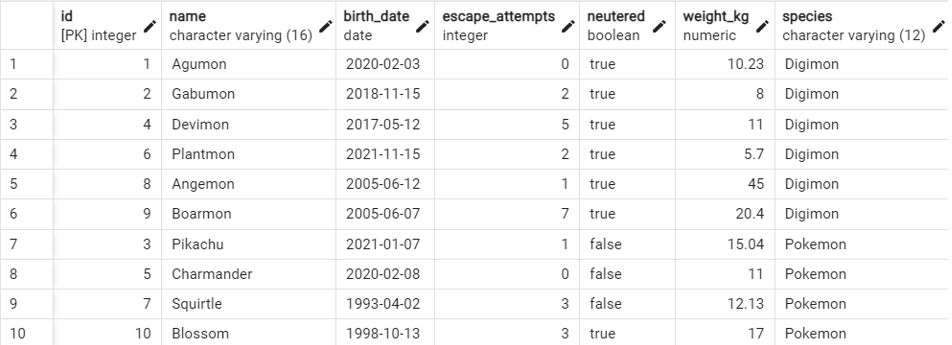 id name birth_date escape_attempts neutered weight_kg species
[PK] integer character varying (16) date integer boolean numeric character varying (12)
1 1 Agumon 2020-02-03 0 true 10.23 Digimon
2 2 Gabumon 2018-11-15 2 true 8 Digimon
3 4 Devimon 2017-05-12 5 true 11 Digimon
4 6 Plantmon 2021-11-15 2 true 5.7 Digimon
5 8 Angemon 2005-06-12 1 true 45 Digimon
6 9 Boarmon 2005-06-07 7 true 20.4 Digimon
7 3 Pikachu 2021-01-07 1 false 15.04 Pokemon
8 5 Charmander 2020-02-08 0 false 11 Pokemon
9 7 Squirtle 1993-04-02 3 false 12.13 Pokemon
10 10 Blossom 1998-10-13 3 true 17 Pokemon